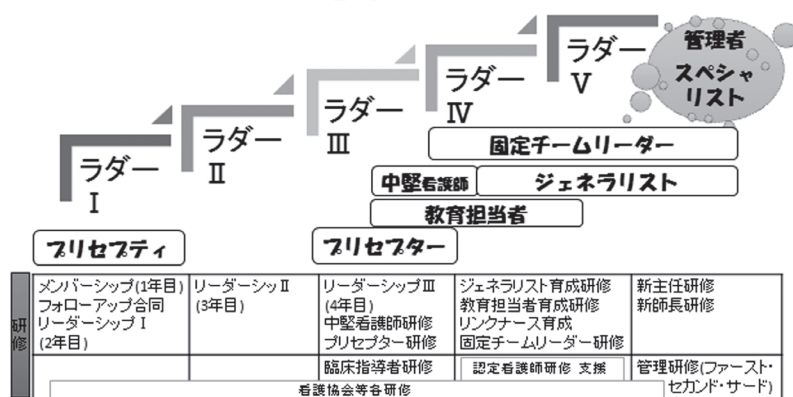 管理者
スペシャ
リスト
ラダー
Ⅴ
ラダー
Ⅳ
ラダー
Ⅲ
ラダー
Ⅱ
ラダー
Ⅰ
固定チームリーダー
中堅看護師
ジェネラリスト
教育担当者
プリセプティ
プリセプター
研修
メンバーシップ(1年目)
フォローアップ合同
リーダーシップⅠ
(2年目)
リーダーシッⅡ
(3年目)
リーダーシップⅢ
(4年目)
中堅看護師研修
プリセプター研修
ジェネラリスト育成研修
教育担当者育成研修
リンクナース育成
固定チームリーダー研修
新主任研修
新師長研修
臨床指導者研修
認定看護師研修 支援
管理研修(ファースト・
セカンド・サード)
看護協会等各研修